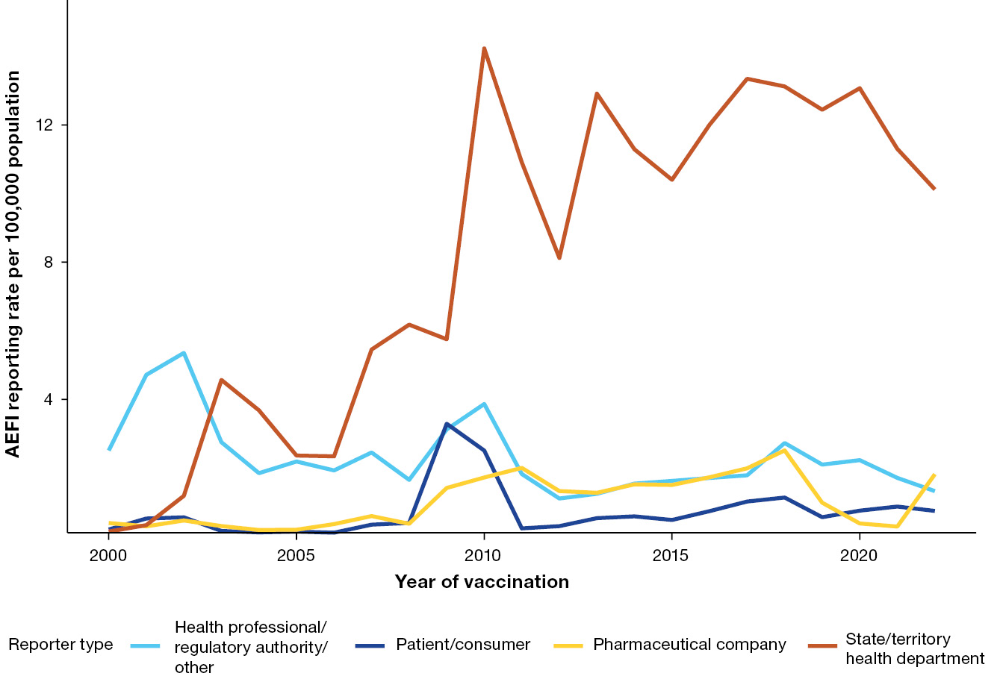 AEFI reporting rate per 100,000 population
12
8
4
2000 2005 2010 2015 2020
Year of vaccination
Reporter type
Health professional/
regulatory authority/
other
Patient/consumer
Pharmaceutical company
State/territory
health department